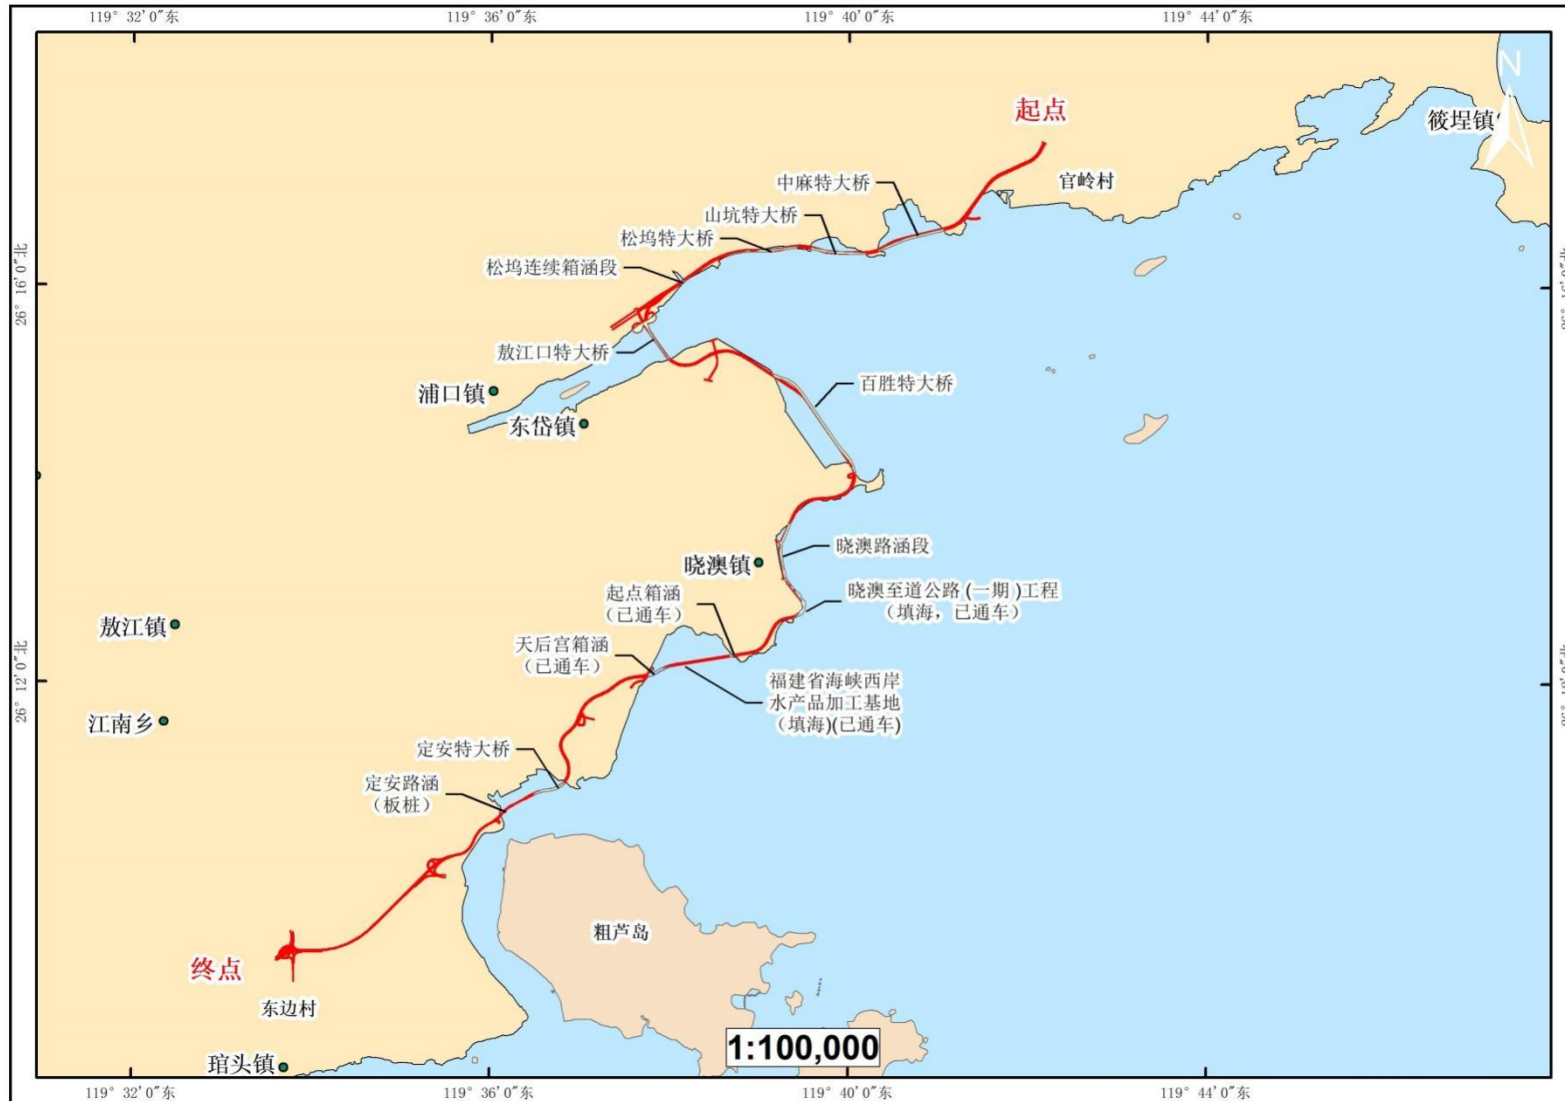 119° 32′0″东
119° 36′0″东
119° 40′0″东
119° 44′0″东
N
起点
筱埕镇
官岭村
中麻特大桥
山坑特大桥
松坞特大桥
松坞连续箱涵段
26° 16′0″北
26° 16′0″北
敖江口特大桥
浦口镇
东岱镇
百胜特大桥
晓澳路涵段
晓澳镇
起点箱涵
（已通车）
晓澳至道公路(一期)工程
（填海，已通车）
敖江镇
天后宫箱涵
（已通车）
福建省海峡西岸
水产品加工基地
（填海)(已通车)
26° 12′0″北
26° 12′0″北
江南乡
定安特大桥
定安路涵
（板桩）
粗芦岛
终点
东边村
琯头镇
1:100,000
119° 32′0″东
119° 36′0″东
119° 40′0″东
119° 44′0″东